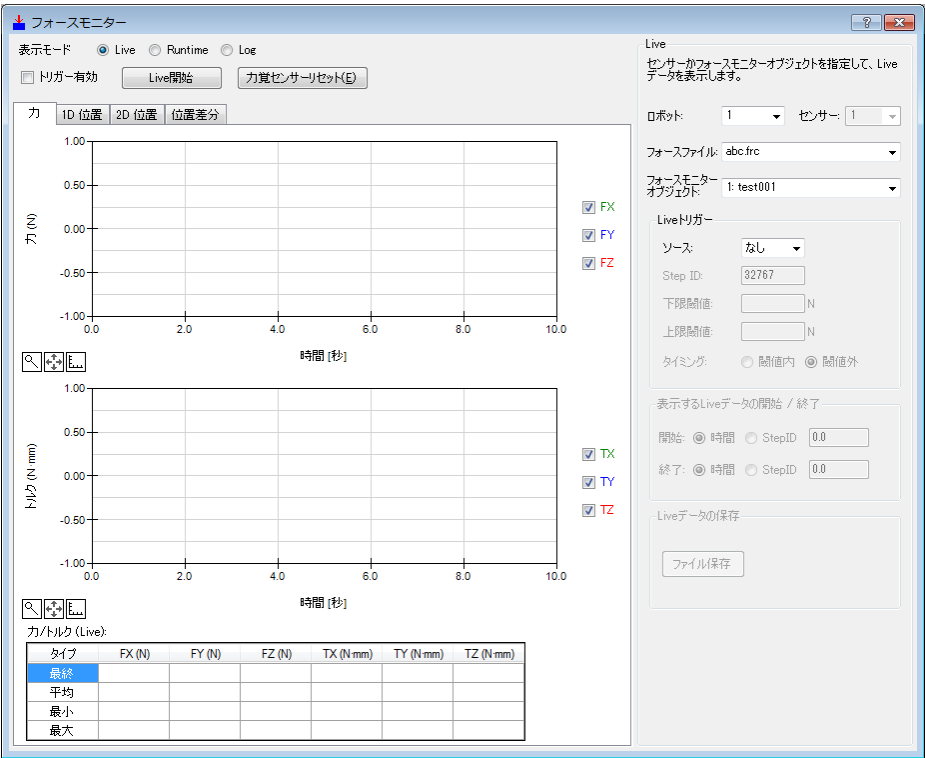 フォースモニター
表示モード Live Runtime Log
トリガー有効 Live開始 力覚センサーリセット(E)
力 1D 位置 2D 位置 位置差分
1.00
0.50
0.00
-0.50
-1.00
力 (N)
0.0 2.0 4.0 6.0 8.0 10.0
時間 [秒]
FX
FY
FZ
1.00
0.50
0.00
-0.50
-1.00
トルク (N·mm)
0.0 2.0 4.0 6.0 8.0 10.0
時間 [秒]
TX
TY
TZ
力/トルク (Live):
タイプ FX (N) FY (N) FZ (N) TX (N·mm) TY (N·mm) TZ (N·mm)
最終
平均
最小
最大
Live
センサーかフォースモニターオブジェクトを指定して、Live
データを表示します。
ロボット: 1 センサー: 1
フォースファイル: abc.frc
フォースモニター
オブジェクト: 1: test001
Liveトリガー
ソース: なし
Step ID: 32767
下限閾値: N
上限閾値: N
タイミング: 閾値内 閾値外
表示するLiveデータの開始 / 終了
開始: 時間 StepID 0.0
終了: 時間 StepID 0.0
Liveデータの保存
ファイル保存